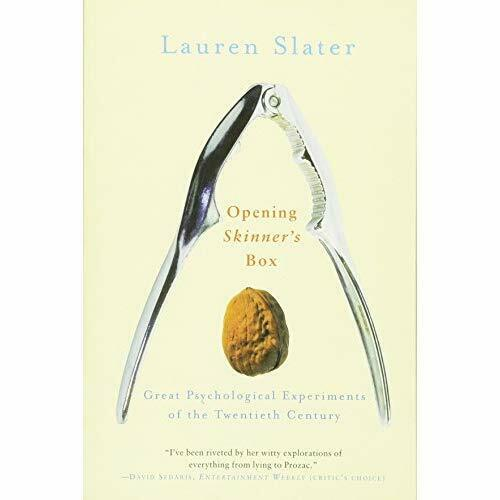 Lauren Slater
Opening
Skinner's
Box
Great Psychological Experiments
of the Twentieth Century
"I've been riveted by her witty explorations of
everything from lying to Prozac."
—David Sedaris, Entertainment Weekly (critic's choice)